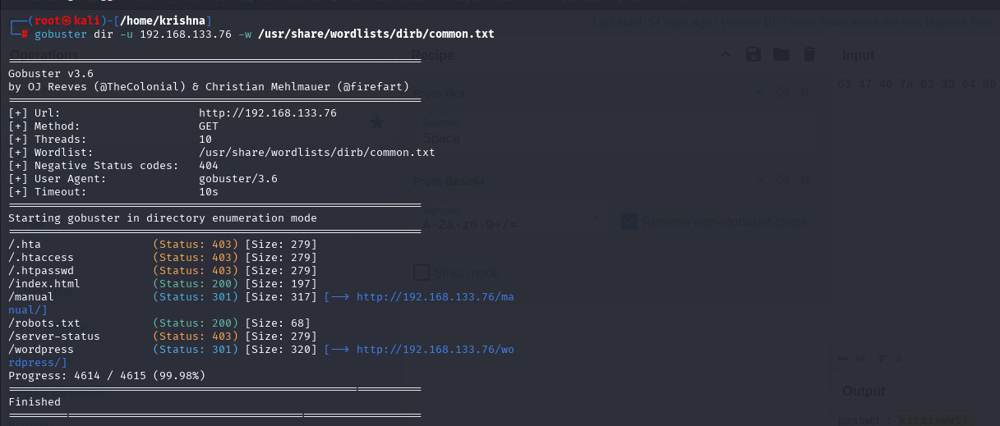 ┌──(root㉿kali)-[/home/krishna]
└─# gobuster dir -u 192.168.133.76 -w /usr/share/wordlists/dirb/common.txt
Last build: 14 days ago - Version 10 is here! Read about the new features here
Operations
Recipe
Input
===============================================================
Gobuster v3.6
by OJ Reeves (@TheColonial) & Christian Mehlmauer (@firefart)
===============================================================
63 47 46 7a 63 33 64 6b
From Hex
[+] Url:                     http://192.168.133.76
[+] Method:                  GET
[+] Threads:                 10
Space
[+] Wordlist:                /usr/share/wordlists/dirb/common.txt
[+] Negative Status codes:   404
[+] User Agent:              gobuster/3.6
From Base64
[+] Timeout:                 10s
===============================================================
Starting gobuster in directory enumeration mode
===============================================================
A-Za-z0-9+/=
Remove non-alphabet chars
/.hta                 (Status: 403) [Size: 279]
/.htaccess            (Status: 403) [Size: 279]
/.htpasswd            (Status: 403) [Size: 279]
Strict mode
/index.html           (Status: 200) [Size: 197]
/manual               (Status: 301) [Size: 317] [--> http://192.168.133.76/ma
nual/]
/robots.txt           (Status: 200) [Size: 68]
/server-status        (Status: 403) [Size: 279]
/wordpress            (Status: 301) [Size: 320] [--> http://192.168.133.76/wo
rdpress/]
Progress: 4614 / 4615 (99.98%)
===============================================================
Finished
===============================================================
2
Output
passwd : kiraisevil